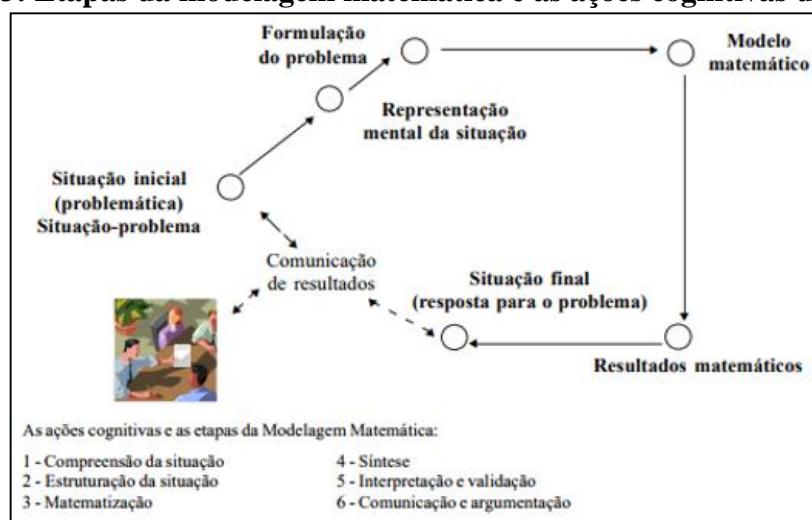 Etapas da modelagem matemática e as ações cognitivas
Formulação
do problema
Modelo
matemático
Representação
mental da situação
Situação inicial
(problemática)
Situação-problema
Comunicação
de resultados
Situação final
(resposta para o problema)
Resultados matemáticos
As ações cognitivas e as etapas da Modelagem Matemática:
1 - Compreensão da situação
2 - Estruturação da situação
3 - Matematização
4 - Síntese
5 - Interpretação e validação
6 - Comunicação e argumentação